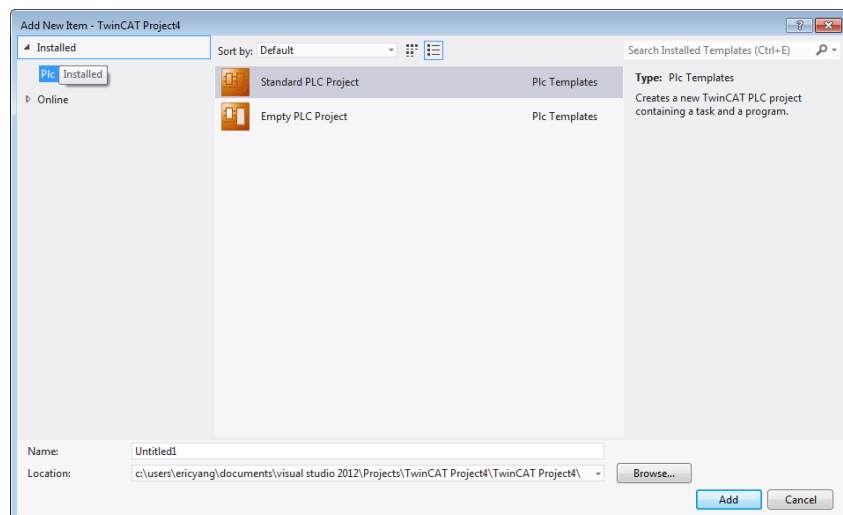 Add New Item - TwinCAT Project4
Installed
Sort by: Default
Search Installed Templates (Ctrl+E)
Plc
Installed
Online
Standard PLC Project
Plc Templates
Empty PLC Project
Plc Templates
Type: Plc Templates
Creates a new TwinCAT PLC project
containing a task and a program.
Name:
Untitled1
Location:
c:\users\ericyang\documents\visual studio 2012\Projects\TwinCAT Project4\TwinCAT Project4\
Browse...
Add
Cancel